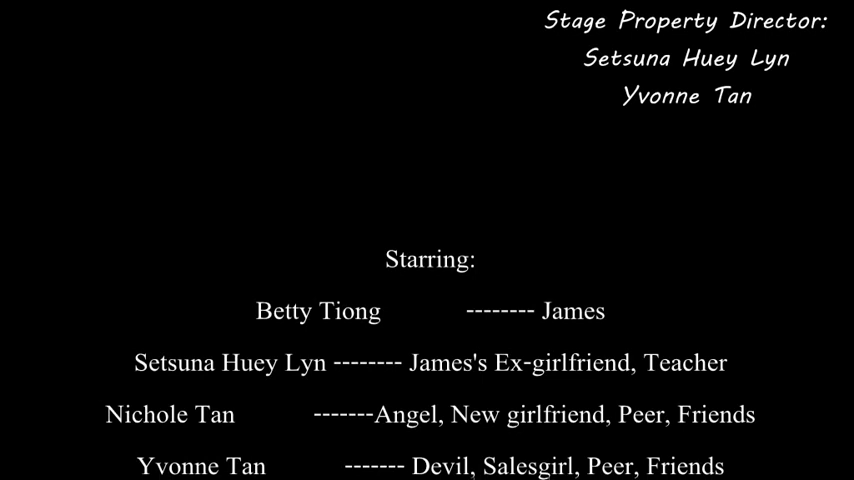 Stage Property Director:
Setsuna Huey Lyn
Yvonne Tan
Starring:
Betty Tiong -------- James
Setsuna Huey Lyn -------- James's Ex-girlfriend, Teacher
Nichole Tan -------Angel, New girlfriend, Peer, Friends
Yvonne Tan ------- Devil, Salesgirl, Peer, Friends